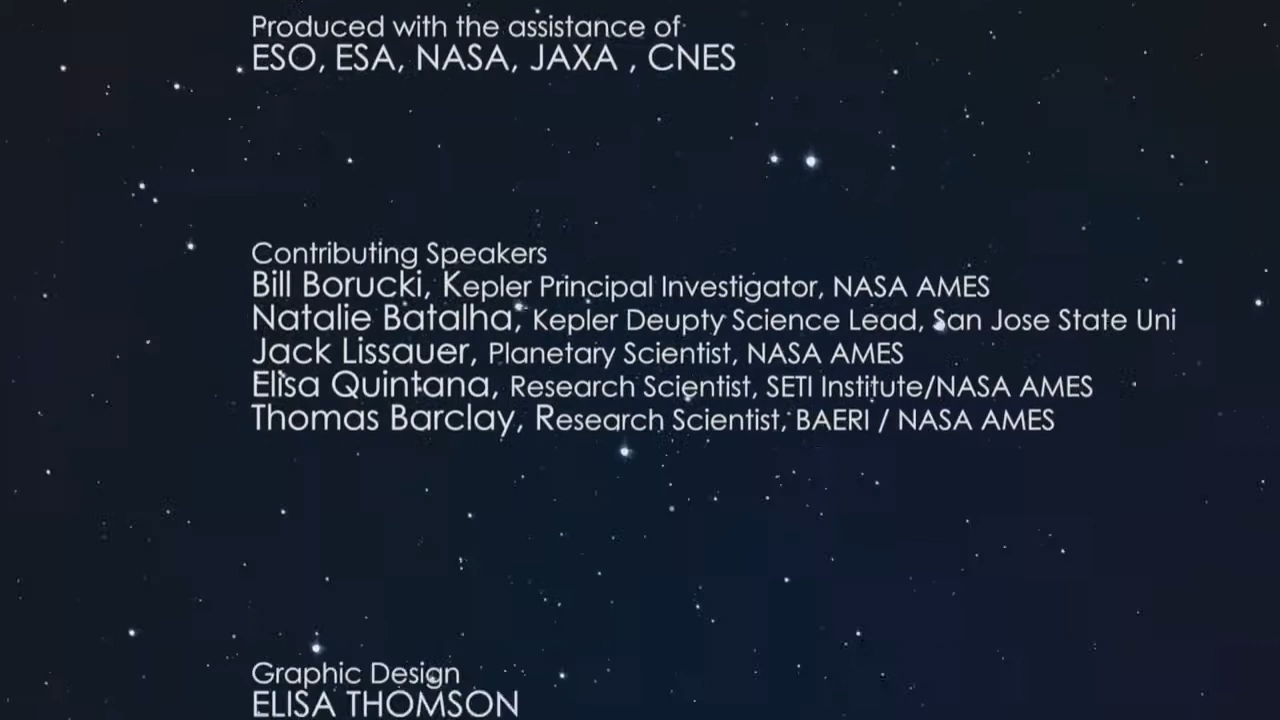 Produced with the assistance of
ESO, ESA, NASA, JAXA , CNES
Contributing Speakers
Bill Borucki, Kepler Principal Investigator, NASA AMES
Natalie Batalha, Kepler Deupty Science Lead, San Jose State Uni
Jack Lissauer, Planetary Scientist, NASA AMES
Elisa Quintana, Research Scientist, SETI Institute/NASA AMES
Thomas Barclay, Research Scientist, BAERI / NASA AMES
Graphic Design
ELISA THOMSON